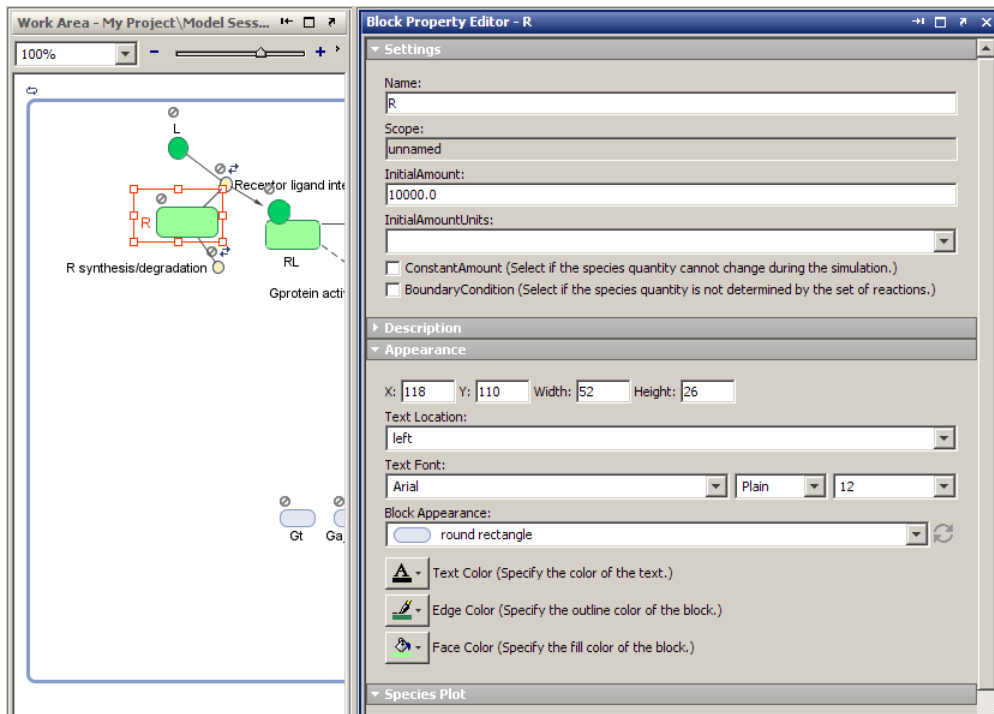 Work Area - My Project\Model Sess...
100%
L
Receptor ligand inte
R
RL
R synthesis/degradation
Gprotein acti
Gt
Ga
Block Property Editor - R
Settings
Name:
R
Scope:
unnamed
InitialAmount:
10000.0
InitialAmountUnits:
ConstantAmount (Select if the species quantity cannot change during the simulation.)
BoundaryCondition (Select if the species quantity is not determined by the set of reactions.)
Description
Appearance
X: 118 Y: 110 Width: 52 Height: 26
Text Location:
left
Text Font:
Arial Plain 12
Block Appearance:
round rectangle
A Text Color (Specify the color of the text.)
Edge Color (Specify the outline color of the block.)
Face Color (Specify the fill color of the block.)
Species Plot